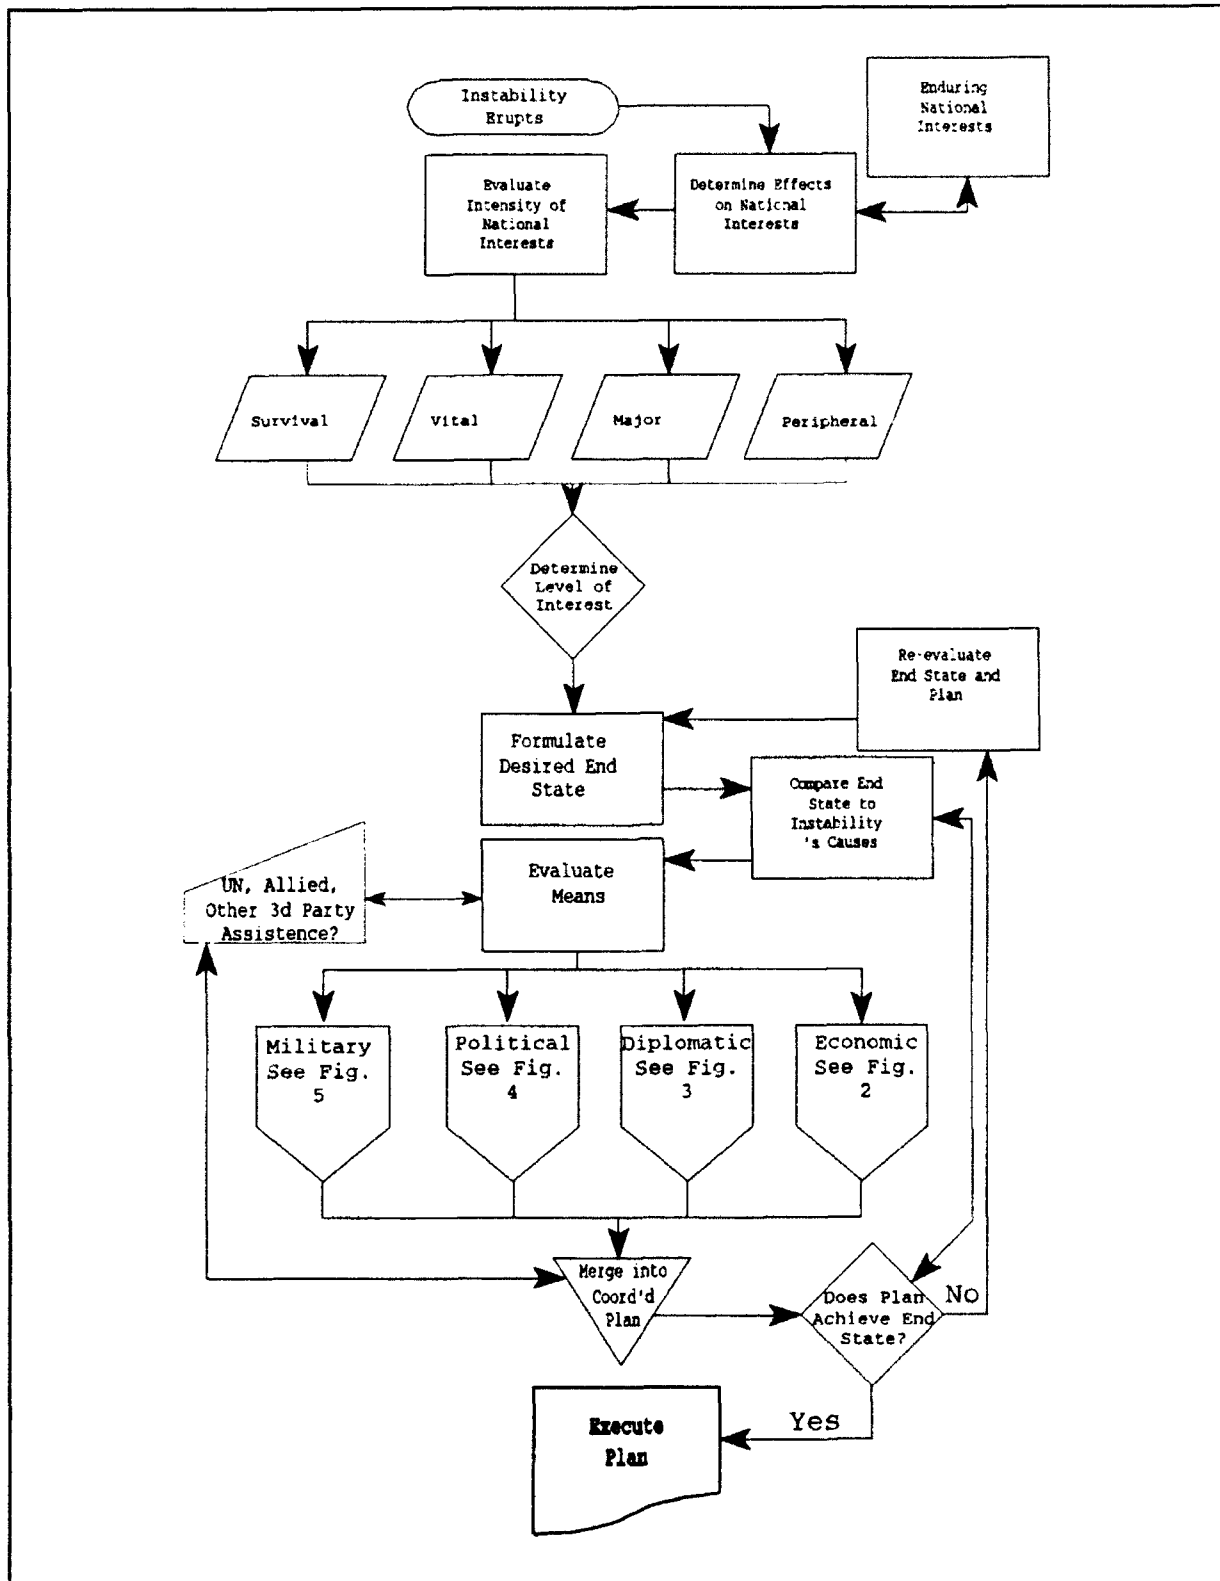 Instability
Erupts
Enduring
National
Interests
Evaluate
Intensity of
National
Interests
Determine Effects
on National
Interests
Survival
Vital
Major
Peripheral
Determine
Level of
Interest
Re-evaluate
End State and
Plan
Formulate
Desired End
State
Compare End
State to
Instability
's Causes
Evaluate
Means
UN, Allied,
Other 3d Party
Assistence?
Military
See Fig.
5
Political
See Fig.
4
Diplomatic
See Fig.
3
Economic
See Fig.
2
Merge into
Coord'd
Plan
Does Plan
Achieve End
State?
No
Yes
Execute
Plan